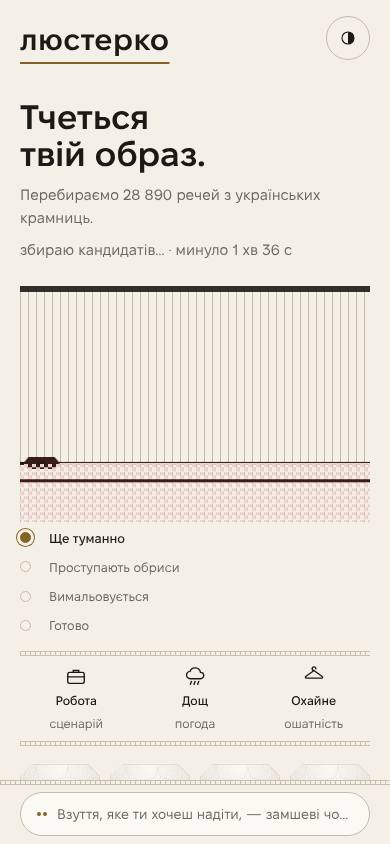 люстерко
Тчеться
твій образ.
Перебираємо 28 890 речей з українських
крамниць.
збираю кандидатів... · минуло 1 хв 36 с
Ще туманно
Проступають обриси
Вимальовується
Готово
Робота
Дощ
Охайне
сценарій
погода
ошатність
Взуття, яке ти хочеш надіти, — замшеві чо...